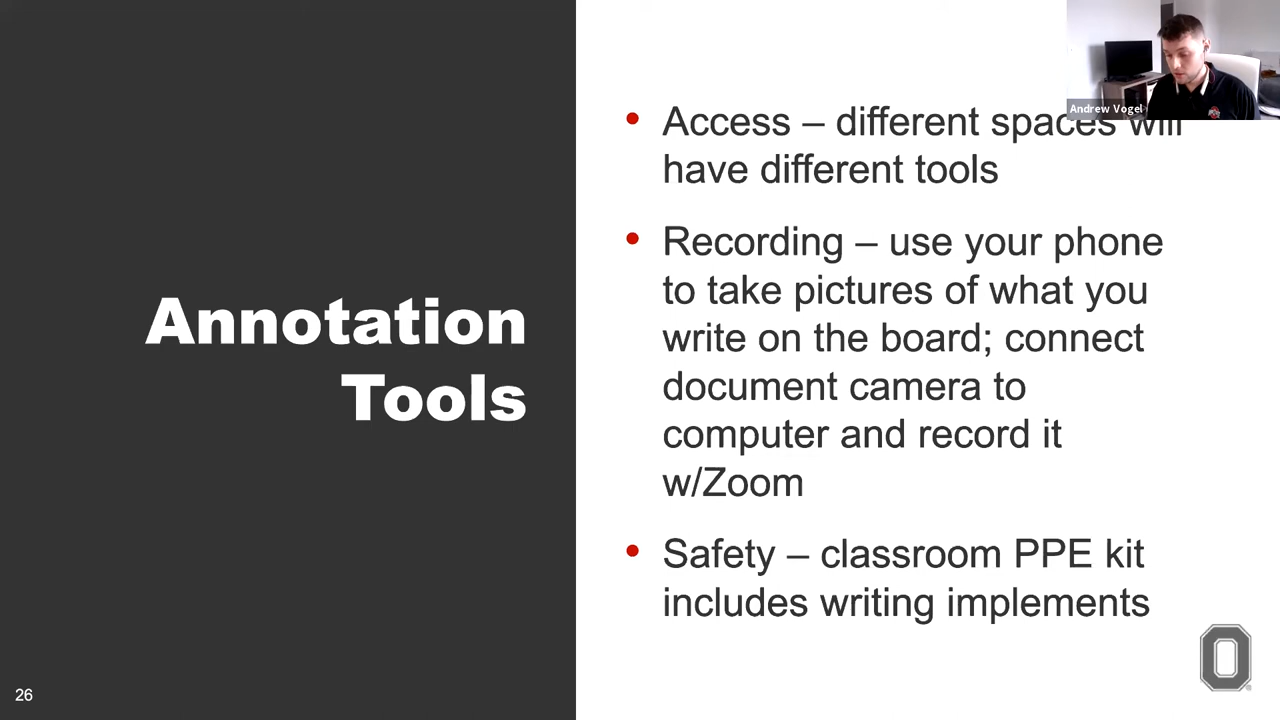 Andrew Vogel
Annotation
Tools
• Access – different spaces will
have different tools
• Recording – use your phone
to take pictures of what you
write on the board; connect
document camera to
computer and record it
w/Zoom
• Safety – classroom PPE kit
includes writing implements
26